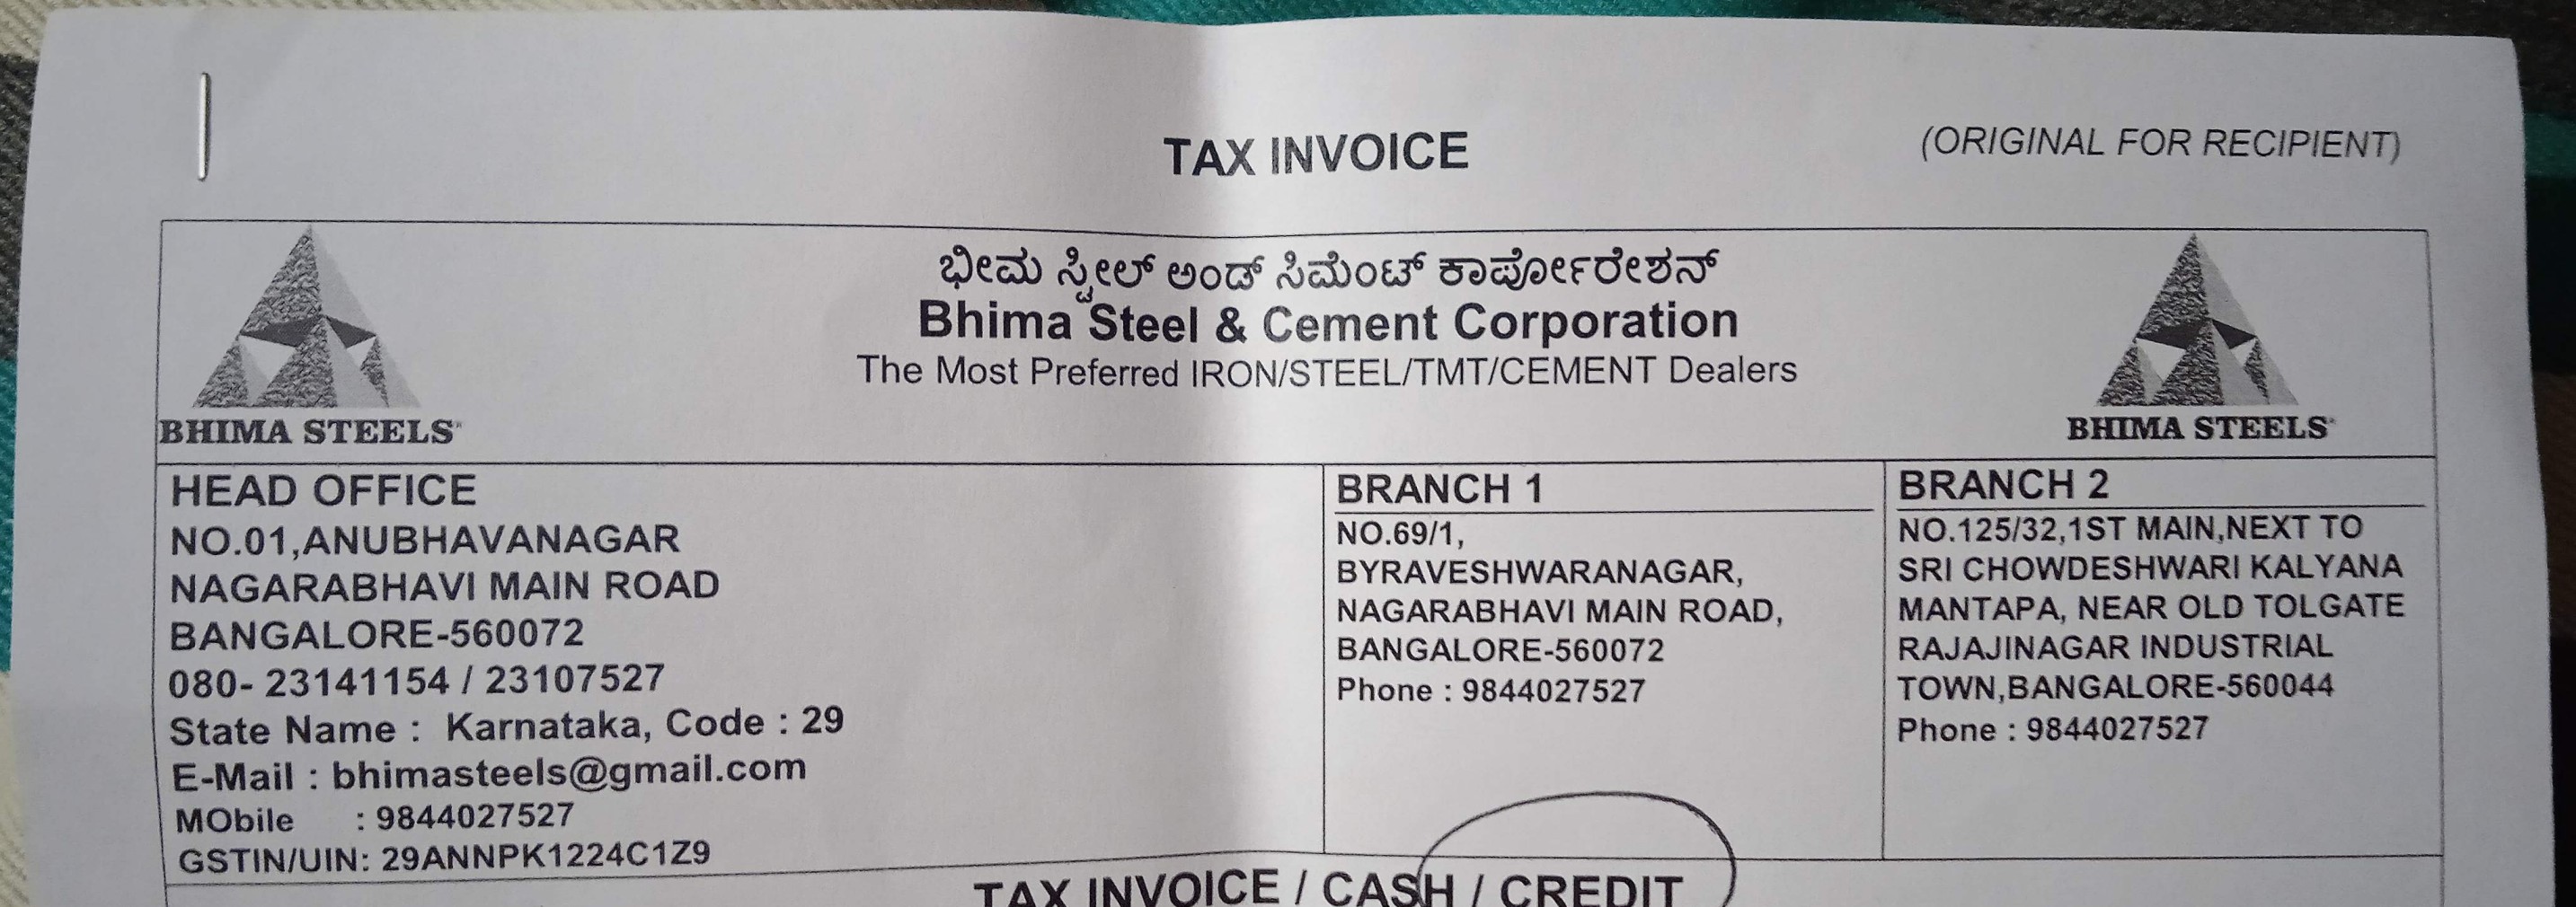 TAX INVOICE
(ORIGINAL FOR RECIPIENT)
ಭೀಮ ಸ್ಟೀಲ್ ಅಂಡ್ ಸಿಮೆಂಟ್ ಕಾರ್ಪೋರೇಶನ್
Bhima Steel & Cement Corporation
The Most Preferred IRON/STEEL/TMT/CEMENT Dealers
BHIMA STEELS
BHIMA STEELS
HEAD OFFICE
NO.01,ANUBHAVANAGAR
NAGARABHAVI MAIN ROAD
BANGALORE-560072
080- 23141154 / 23107527
State Name : Karnataka, Code : 29
E-Mail : bhimasteels@gmail.com
MObile : 9844027527
GSTIN/UIN: 29ANNPK1224C1Z9
BRANCH 1
NO.69/1,
BYRAVESHWARANAGAR,
NAGARABHAVI MAIN ROAD,
BANGALORE-560072
Phone : 9844027527
BRANCH 2
NO.125/32,1ST MAIN,NEXT TO
SRI CHOWDESHWARI KALYANA
MANTAPA, NEAR OLD TOLGATE
RAJAJINAGAR INDUSTRIAL
TOWN,BANGALORE-560044
Phone : 9844027527
TAX INVOICE / CASH / CREDIT